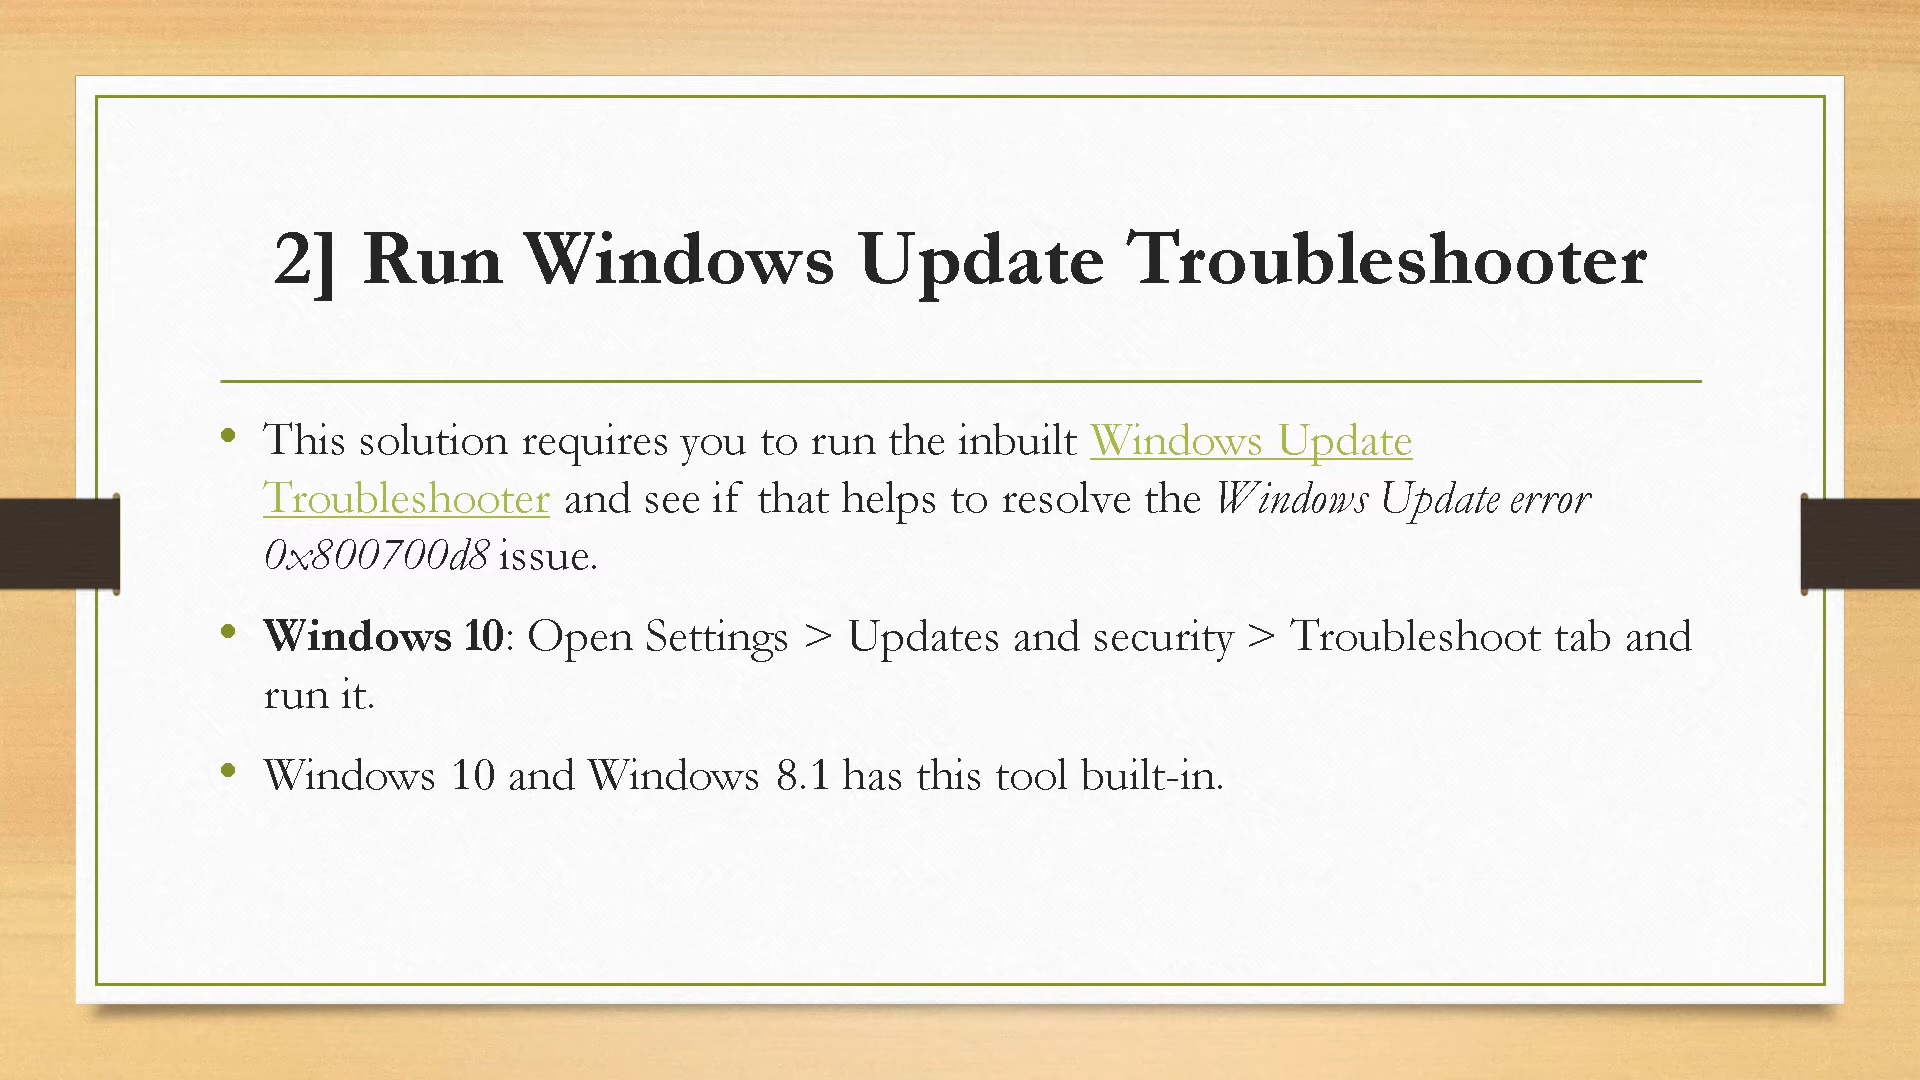 2] Run Windows Update Troubleshooter
• This solution requires you to run the inbuilt Windows Update
Troubleshooter and see if that helps to resolve the Windows Update error
0x800700d8 issue.
• Windows 10: Open Settings > Updates and security > Troubleshoot tab and
run it.
• Windows 10 and Windows 8.1 has this tool built-in.